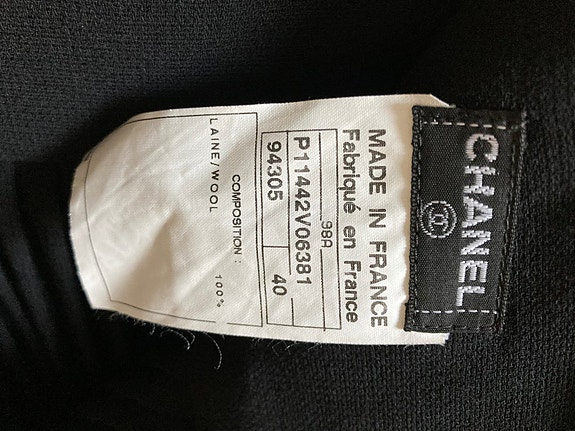 CHANEL
MADE IN FRANCE
Fabriqué en France
98A
P11442V06381
94305 40
COMPOSITION :
100%
LAINE/WOOL